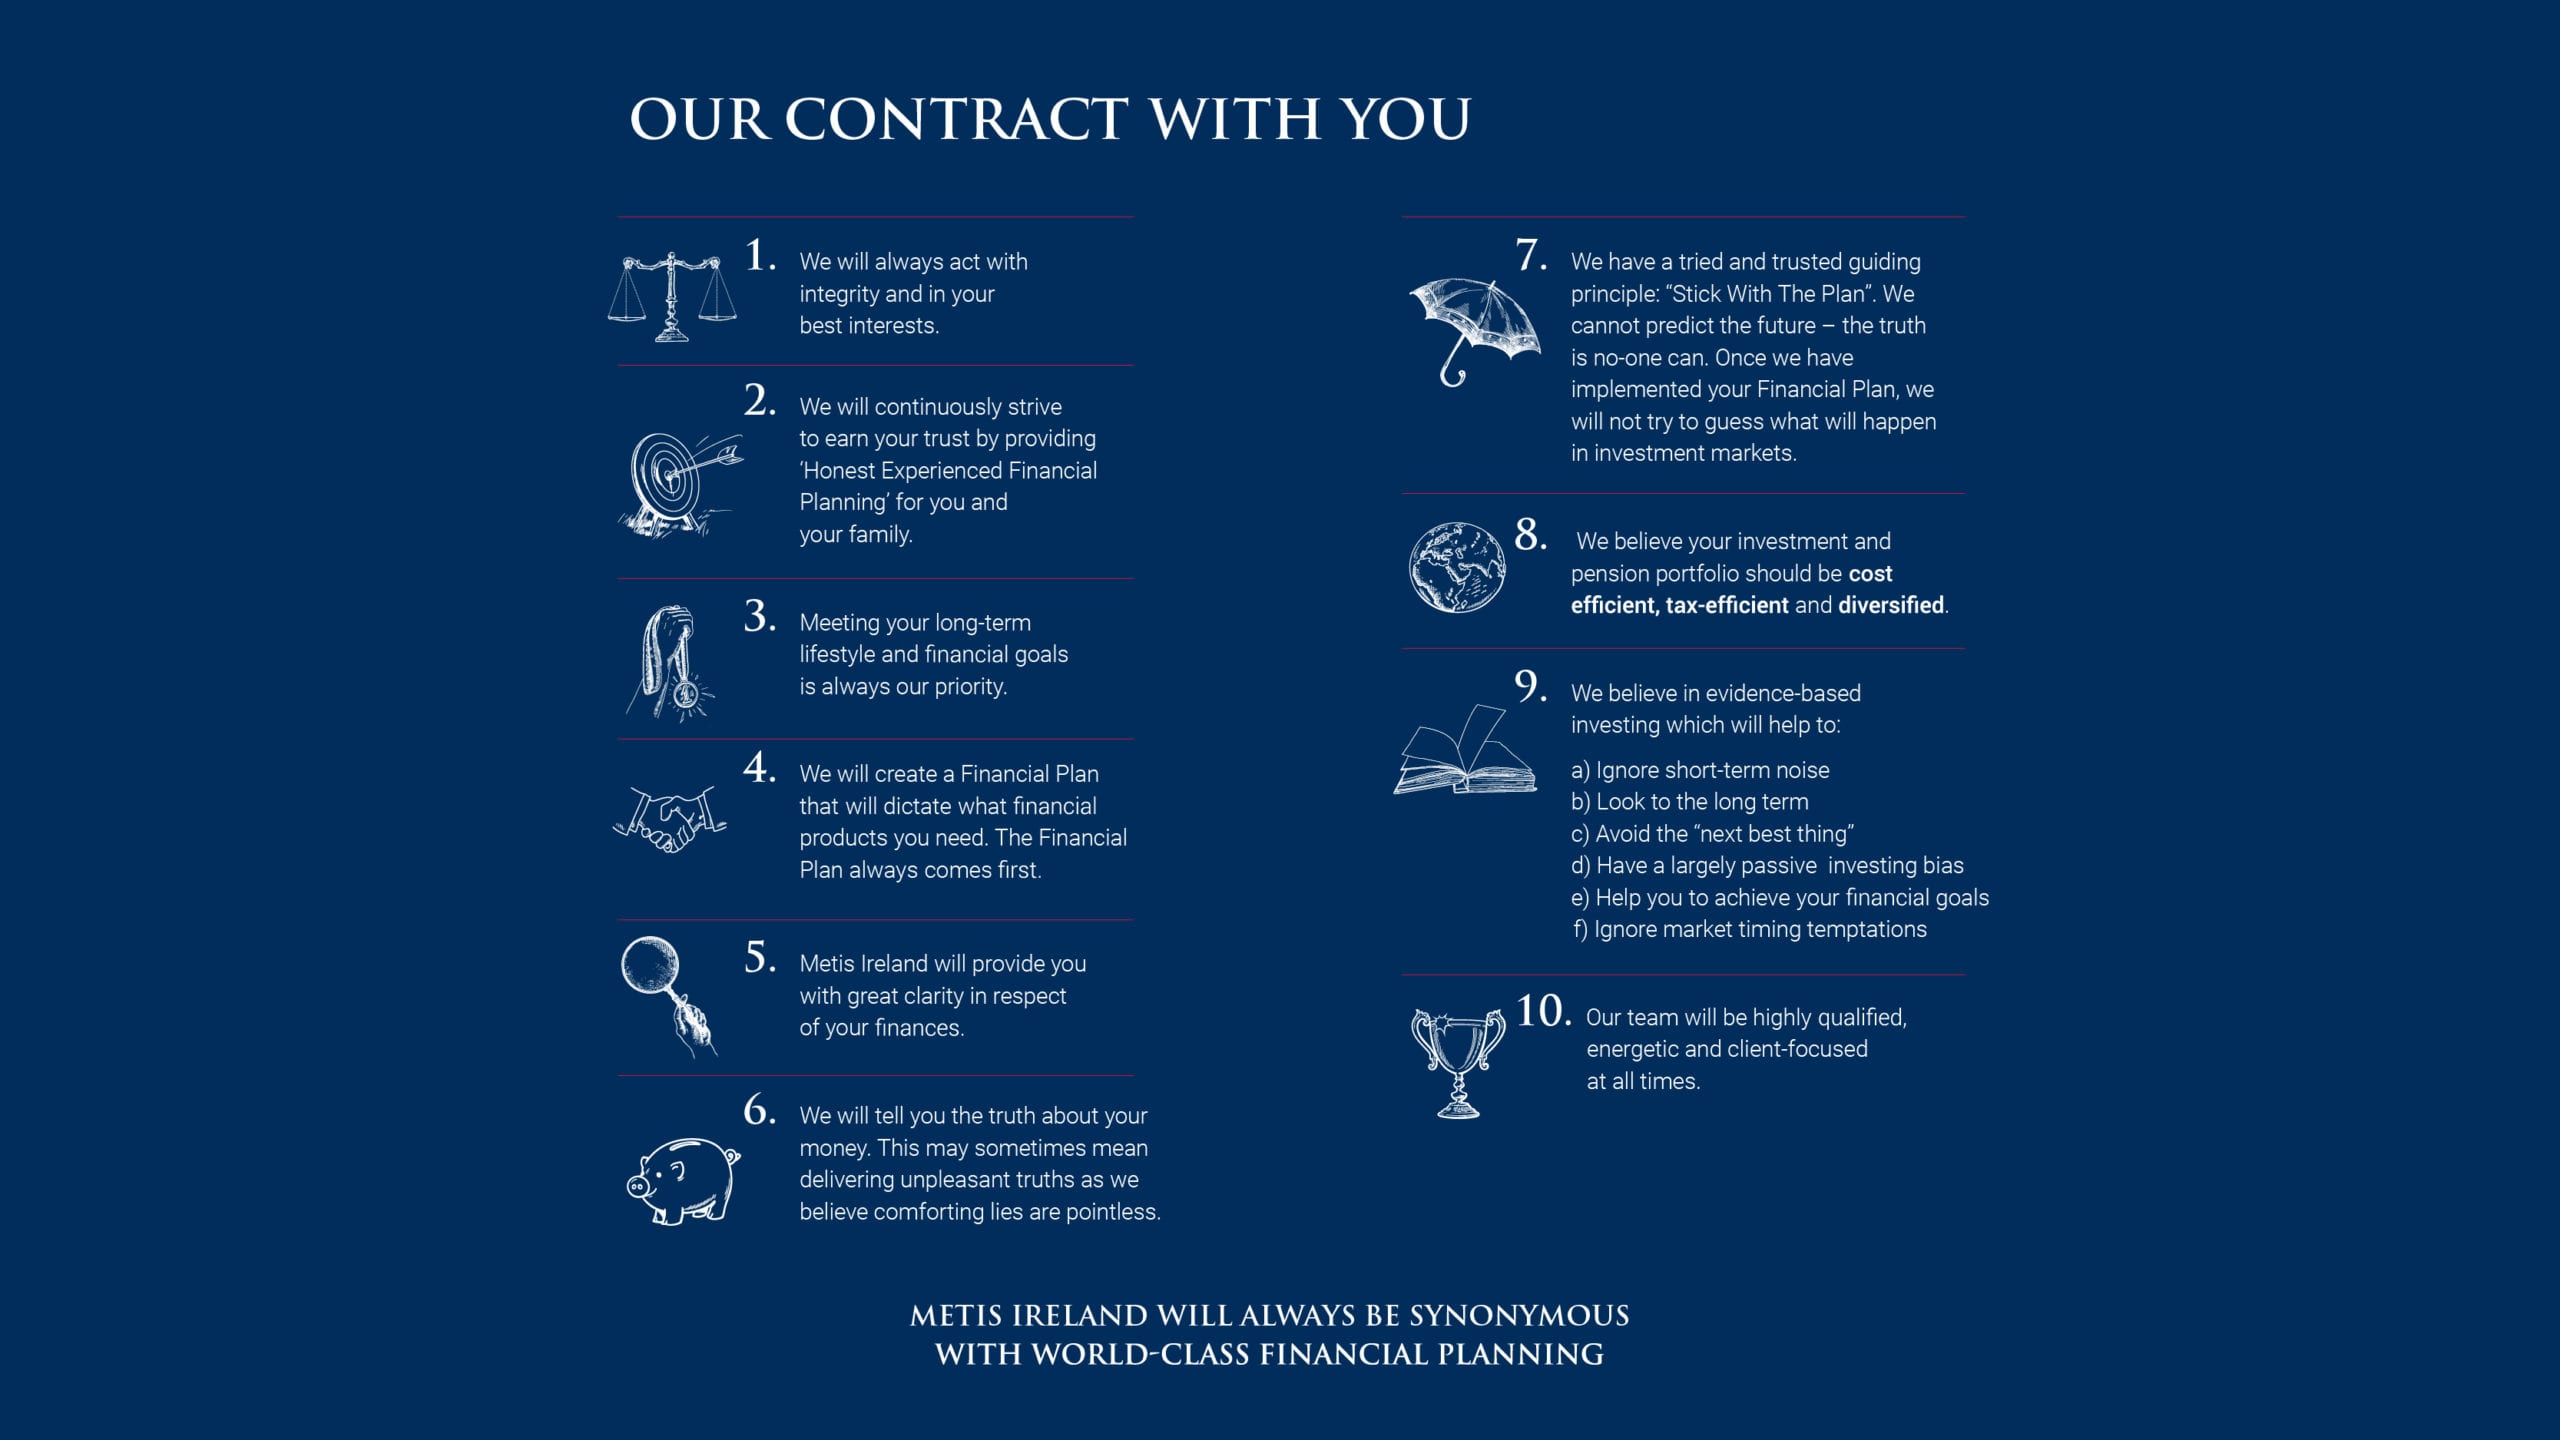 OUR CONTRACT WITH YOU
1. We will always act with
integrity and in your
best interests.
2. We will continuously strive
to earn your trust by providing
‘Honest Experienced Financial
Planning’ for you and
your family.
3. Meeting your long-term
lifestyle and financial goals
is always our priority.
4. We will create a Financial Plan
that will dictate what financial
products you need. The Financial
Plan always comes first.
5. Metis Ireland will provide you
with great clarity in respect
of your finances.
6. We will tell you the truth about your
money. This may sometimes mean
delivering unpleasant truths as we
believe comforting lies are pointless.
7. We have a tried and trusted guiding
principle: “Stick With The Plan”. We
cannot predict the future – the truth
is no-one can. Once we have
implemented your Financial Plan, we
will not try to guess what will happen
in investment markets.
8. We believe your investment and
pension portfolio should be cost
efficient, tax-efficient and diversified.
9. We believe in evidence-based
investing which will help to:
a) Ignore short-term noise
b) Look to the long term
c) Avoid the “next best thing”
d) Have a largely passive investing bias
e) Help you to achieve your financial goals
f) Ignore market timing temptations
10. Our team will be highly qualified,
energetic and client-focused
at all times.
METIS IRELAND WILL ALWAYS BE SYNONYMOUS
WITH WORLD-CLASS FINANCIAL PLANNING